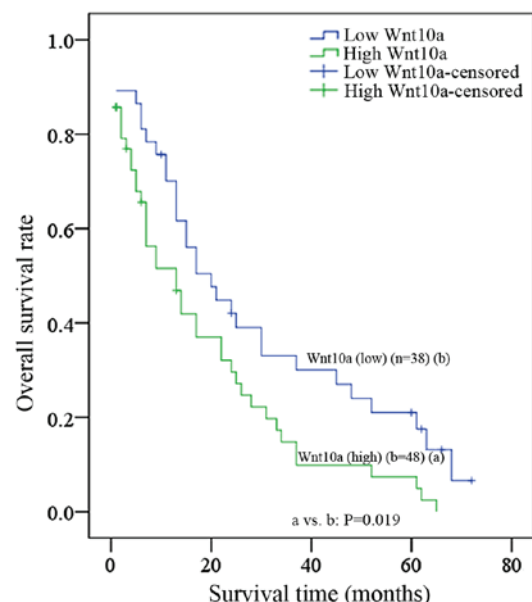 Low Wnt10a
High Wnt10a
Low Wnt10a-censored
High Wnt10a-censored
1.0
0.8
0.6
0.4
0.2
0.0
Overall survival rate
Wnt10a (low) (n=38) (b)
Wnt10a (high) (b=48) (a)
a vs. b: P=0.019
0 20 40 60 80
Survival time (months)